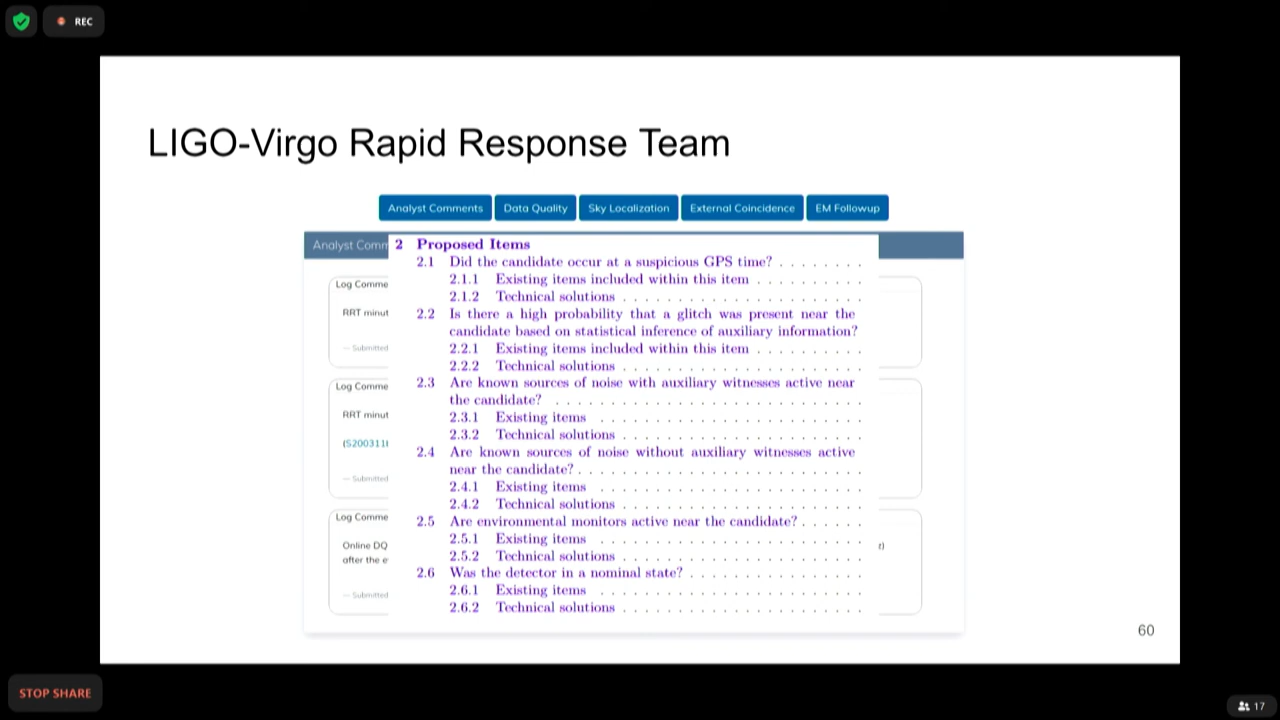 REC
LIGO-Virgo Rapid Response Team
Analyst Comments
Data Quality
Sky Localization
External Coincidence
EM Followup
Analyst Comm
2 Proposed Items
2.1 Did the candidate occur at a suspicious GPS time? . . . . . . . .
Log Comme
2.1.1 Existing items included within this item . . . . . . . . .
2.1.2 Technical solutions . . . . . . . . . . . . . . . . . . .
RRT minut
2.2 Is there a high probability that a glitch was present near the
candidate based on statistical inference of auxiliary information?
— Submitted
2.2.1 Existing items included within this item . . . . . . . . .
2.2.2 Technical solutions . . . . . . . . . . . . . . . . . . .
Log Comme
2.3 Are known sources of noise with auxiliary witnesses active near
the candidate? . . . . . . . . . . . . . . . . . . . . . . . .
RRT minut
2.3.1 Existing items . . . . . . . . . . . . . . . . . . . . .
2.3.2 Technical solutions . . . . . . . . . . . . . . . . . . .
(S200311
2.4 Are known sources of noise without auxiliary witnesses active
near the candidate? . . . . . . . . . . . . . . . . . . . . . .
— Submitted
2.4.1 Existing items . . . . . . . . . . . . . . . . . . . . .
2.4.2 Technical solutions . . . . . . . . . . . . . . . . . . .
Log Comme
2.5 Are environmental monitors active near the candidate? . . . . . .
2.5.1 Existing items . . . . . . . . . . . . . . . . . . . . .
Online DQ
2.5.2 Technical solutions . . . . . . . . . . . . . . . . . . .
after the e
2.6 Was the detector in a nominal state? . . . . . . . . . . . . . .
2.6.1 Existing items . . . . . . . . . . . . . . . . . . . . .
— Submitted
2.6.2 Technical solutions . . . . . . . . . . . . . . . . . . .
60
STOP SHARE
17